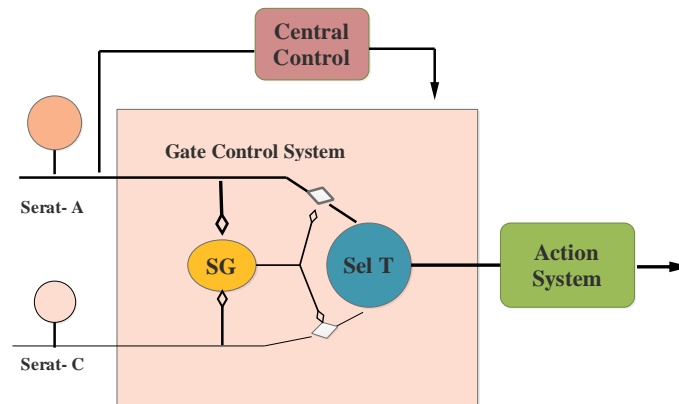 Central
Control
Gate Control System
Serat- A
SG
Sel T
Action
System
Serat- C